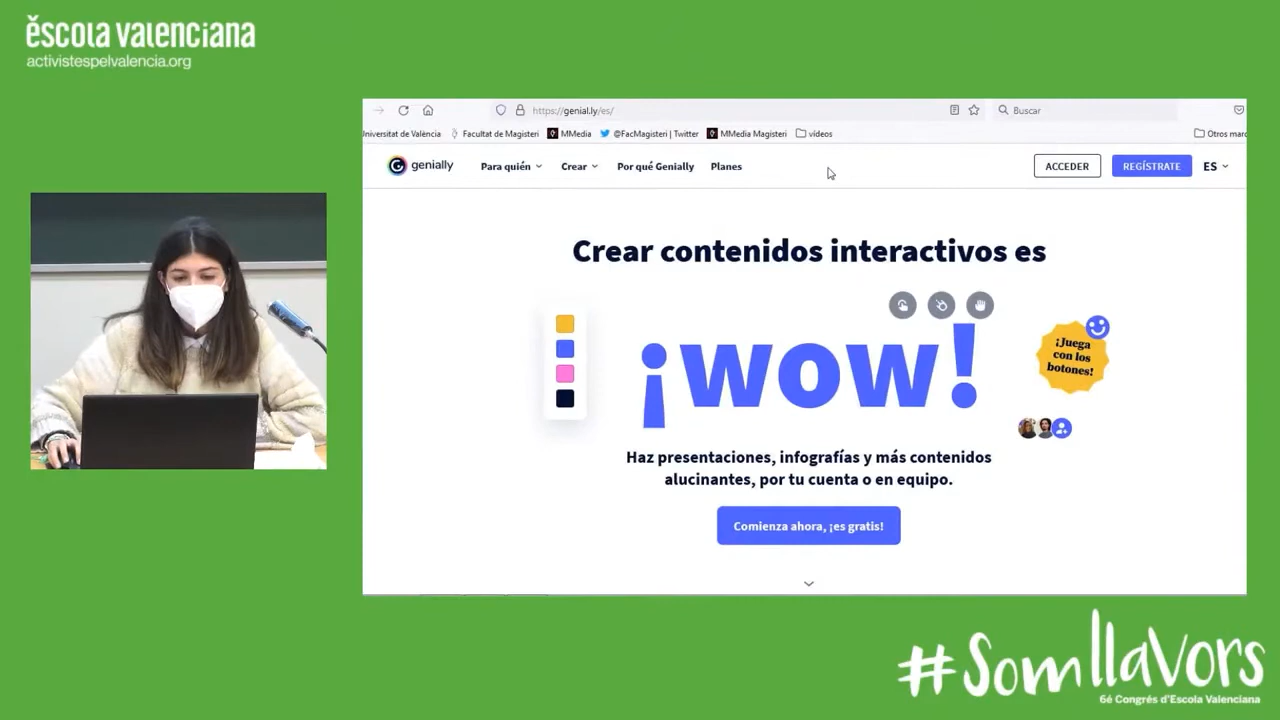 ĕscola valenciana
activistespelvalencia.org
https://genial.ly/es/
Buscar
Universitat de València
Facultat de Magisteri
MMedia
@FacMagisteri | Twitter
MMedia Magisteri
vídeos
Otros marc
genially
Para quién
Crear
Por qué Genially
Planes
ACCEDER
REGÍSTRATE
ES
Crear contenidos interactivos es
¡wow!
¡Juega
con los
botones!
Haz presentaciones, infografías y más contenidos
alucinantes, por tu cuenta o en equipo.
Comienza ahora, ¡es gratis!
#Somllavors
6é Congrés d'Escola Valenciana